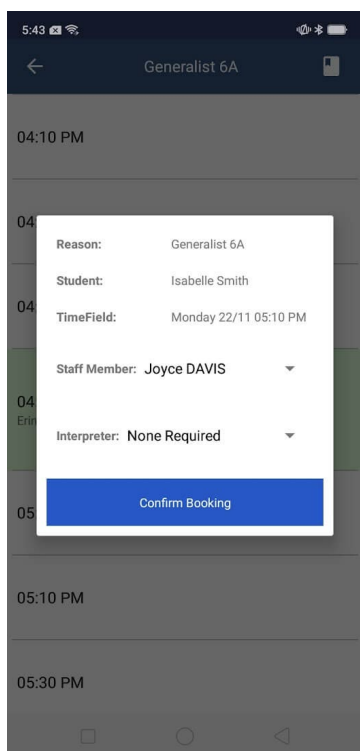 5:43
Generalist 6A
04:10 PM
04
Reason: Generalist 6A
Student: Isabelle Smith
04
TimeField: Monday 22/11 05:10 PM
Staff Member: Joyce DAVIS
04
Erin
Interpreter: None Required
Confirm Booking
05
05:10 PM
05:30 PM